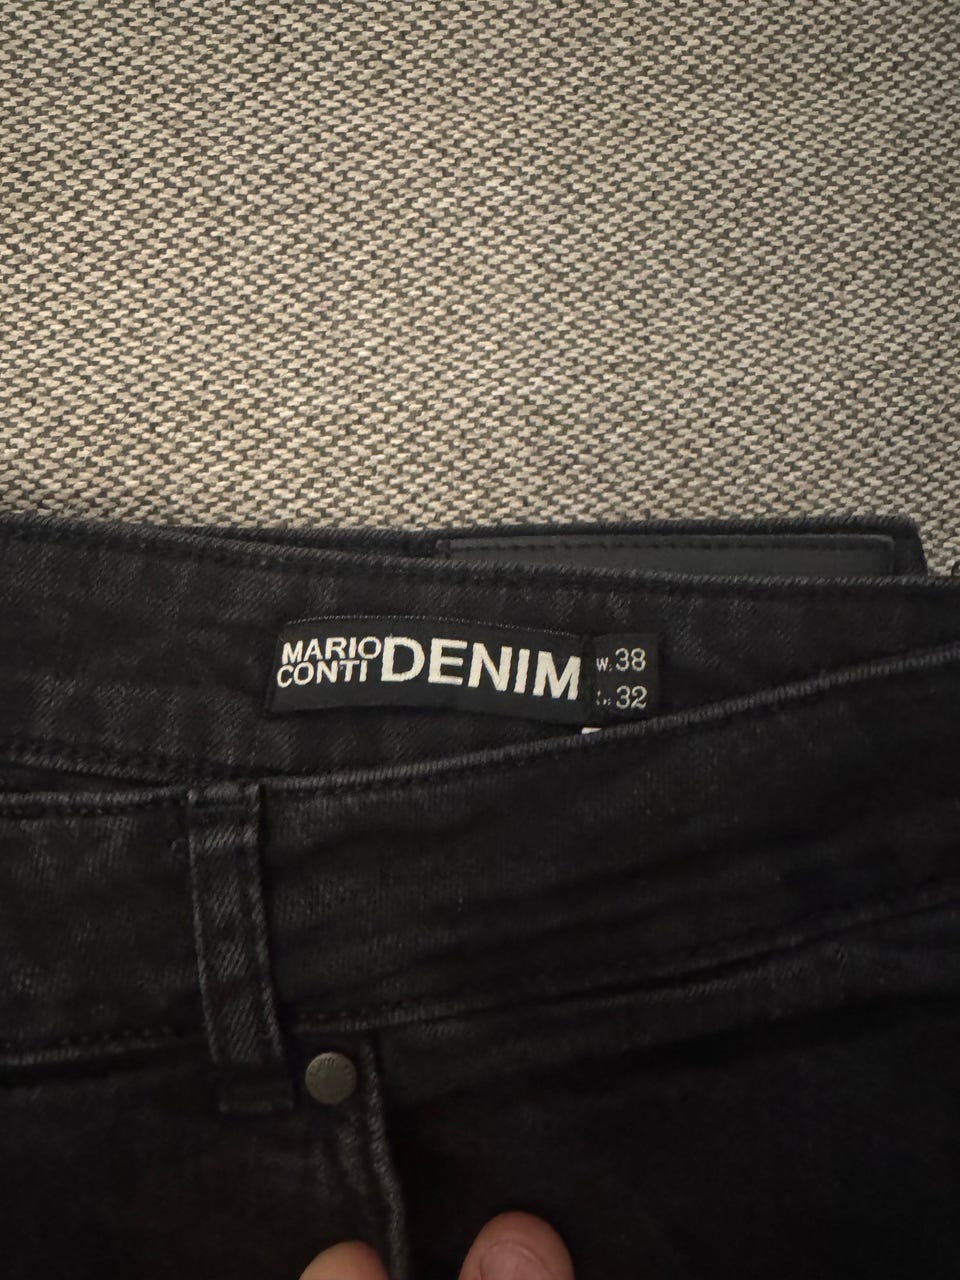 MARIO
CONTI
DENIM
W: 38
L: 32